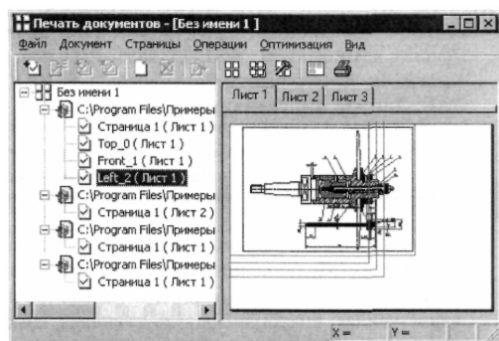 Печать документов - [Без имени 1 ]
Файл Документ Страницы Операции Оптимизация Вид
Без имени 1
C:\Program Files\Примеры
Страница 1 ( Лист 1 )
Top_0 ( Лист 1 )
Front_1 ( Лист 1 )
Left_2 ( Лист 1 )
C:\Program Files\Примеры
Страница 1 ( Лист 2 )
C:\Program Files\Примеры
Страница 1 ( Лист 1 )
C:\Program Files\Примеры
Страница 1 ( Лист 1 )
Лист 1 Лист 2 Лист 3
X = Y =